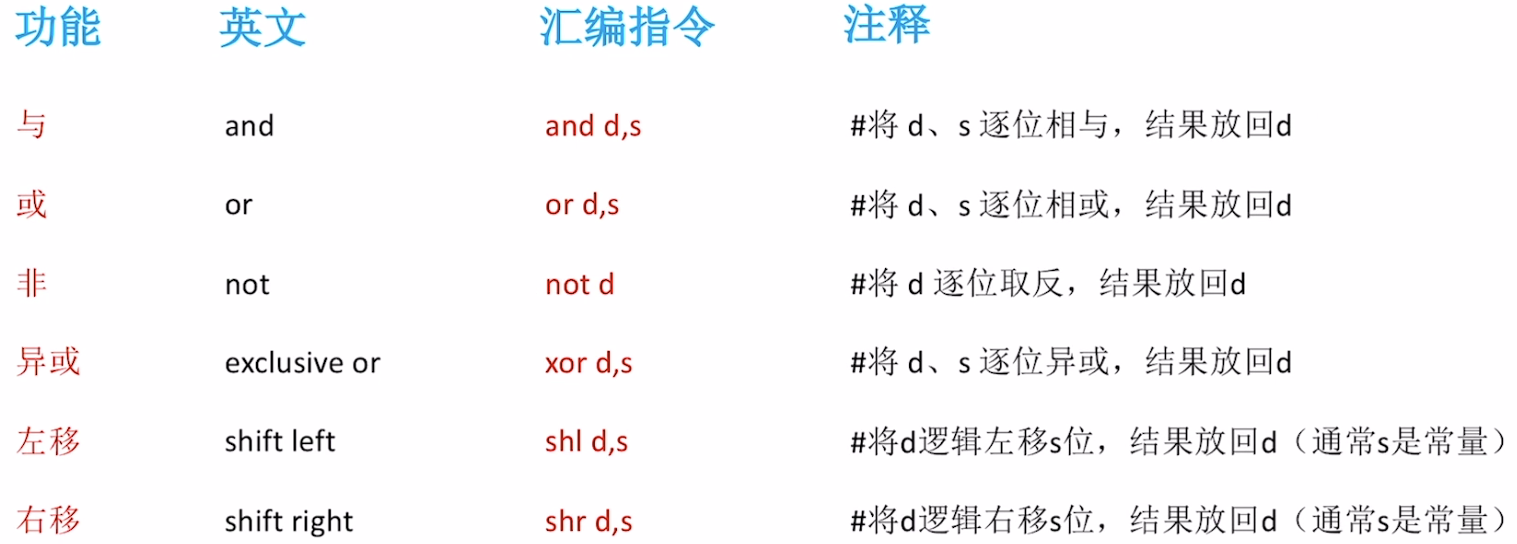 功能 英文 汇编指令 注释
与 and and d,s #将 d、s 逐位相与，结果放回d
或 or or d,s #将 d、s 逐位相或，结果放回d
非 not not d #将 d 逐位取反，结果放回d
异或 exclusive or xor d,s #将 d、s 逐位异或，结果放回d
左移 shift left shl d,s #将d逻辑左移s位，结果放回d（通常s是常量）
右移 shift right shr d,s #将d逻辑右移s位，结果放回d（通常s是常量）